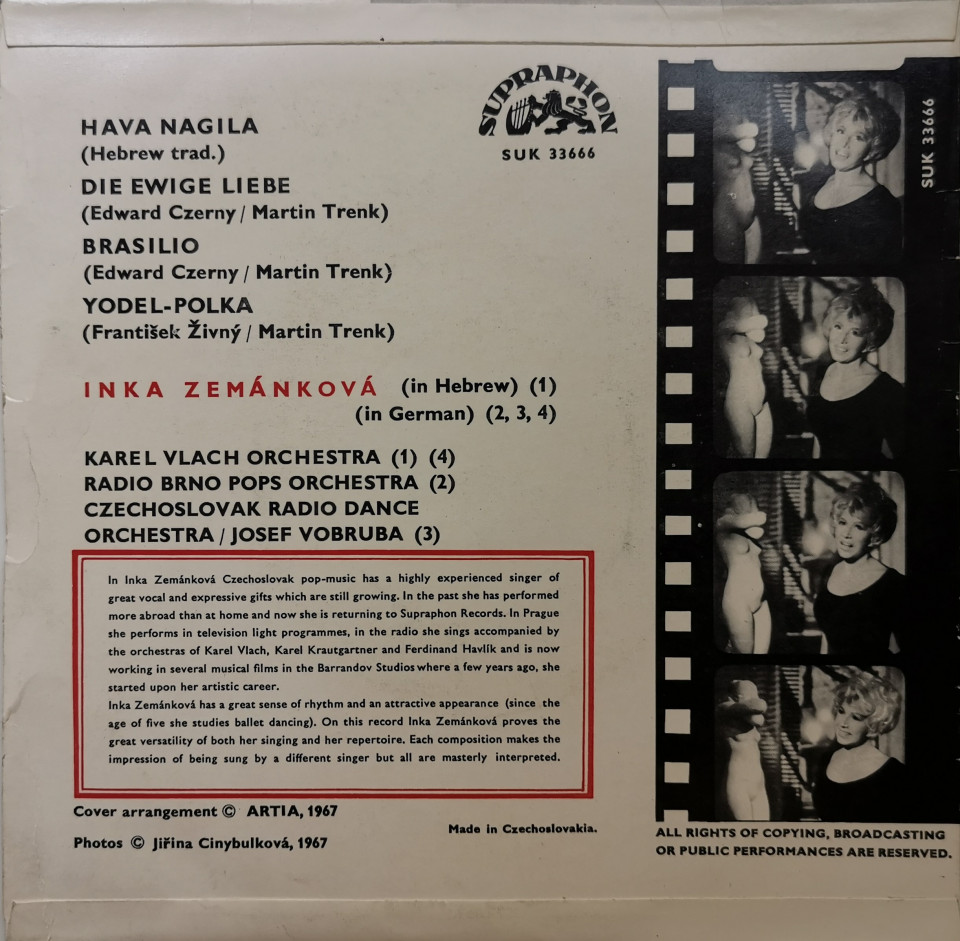 SUPRAPHON
SUK 33666
SUK 33666
HAVA NAGILA
(Hebrew trad.)
DIE EWIGE LIEBE
(Edward Czerny / Martin Trenk)
BRASILIO
(Edward Czerny / Martin Trenk)
YODEL-POLKA
(František Živný / Martin Trenk)
INKA ZEMÁNKOVÁ (in Hebrew) (1)
(in German) (2, 3, 4)
KAREL VLACH ORCHESTRA (1) (4)
RADIO BRNO POPS ORCHESTRA (2)
CZECHOSLOVAK RADIO DANCE
ORCHESTRA / JOSEF VOBRUBA (3)
In Inka Zemánková Czechoslovak pop-music has a highly experienced singer of
great vocal and expressive gifts which are still growing. In the past she has performed
more abroad than at home and now she is returning to Supraphon Records. In Prague
she performs in television light programmes, in the radio she sings accompanied by
the orchestras of Karel Vlach, Karel Krautgartner and Ferdinand Havlík and is now
working in several musical films in the Barrandov Studios where a few years ago, she
started upon her artistic career.
Inka Zemánková has a great sense of rhythm and an attractive appearance (since the
age of five she studies ballet dancing). On this record Inka Zemánková proves the
great versatility of both her singing and her repertoire. Each composition makes the
impression of being sung by a different singer but all are masterly interpreted.
Cover arrangement © ARTIA, 1967
Made in Czechoslovakia.
Photos © Jiřina Cinybulková, 1967
ALL RIGHTS OF COPYING, BROADCASTING
OR PUBLIC PERFORMANCES ARE RESERVED.